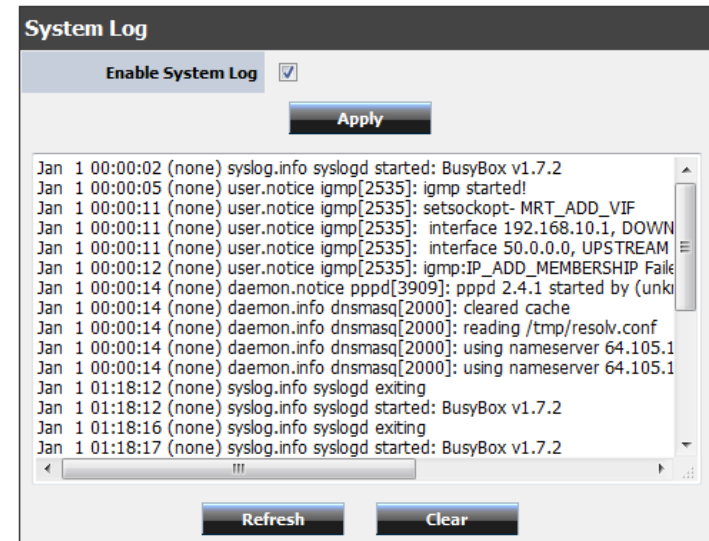 System Log
Enable System Log
Apply
Jan 1 00:00:02 (none) syslog.info syslogd started: BusyBox v1.7.2
Jan 1 00:00:05 (none) user.notice igmp[2535]: igmp started!
Jan 1 00:00:11 (none) user.notice igmp[2535]: setsockopt- MRT_ADD_VIF
Jan 1 00:00:11 (none) user.notice igmp[2535]: interface 192.168.10.1, DOWN
Jan 1 00:00:11 (none) user.notice igmp[2535]: interface 50.0.0.0, UPSTREAM
Jan 1 00:00:12 (none) user.notice igmp[2535]: igmp:IP_ADD_MEMBERSHIP Faile
Jan 1 00:00:14 (none) daemon.notice pppd[3909]: pppd 2.4.1 started by (unk
Jan 1 00:00:14 (none) daemon.info dnsmasq[2000]: cleared cache
Jan 1 00:00:14 (none) daemon.info dnsmasq[2000]: reading /tmp/resolv.conf
Jan 1 00:00:14 (none) daemon.info dnsmasq[2000]: using nameserver 64.105.1
Jan 1 00:00:14 (none) daemon.info dnsmasq[2000]: using nameserver 64.105.1
Jan 1 01:18:12 (none) syslog.info syslogd exiting
Jan 1 01:18:12 (none) syslog.info syslogd started: BusyBox v1.7.2
Jan 1 01:18:16 (none) syslog.info syslogd exiting
Jan 1 01:18:17 (none) syslog.info syslogd started: BusyBox v1.7.2
Refresh Clear